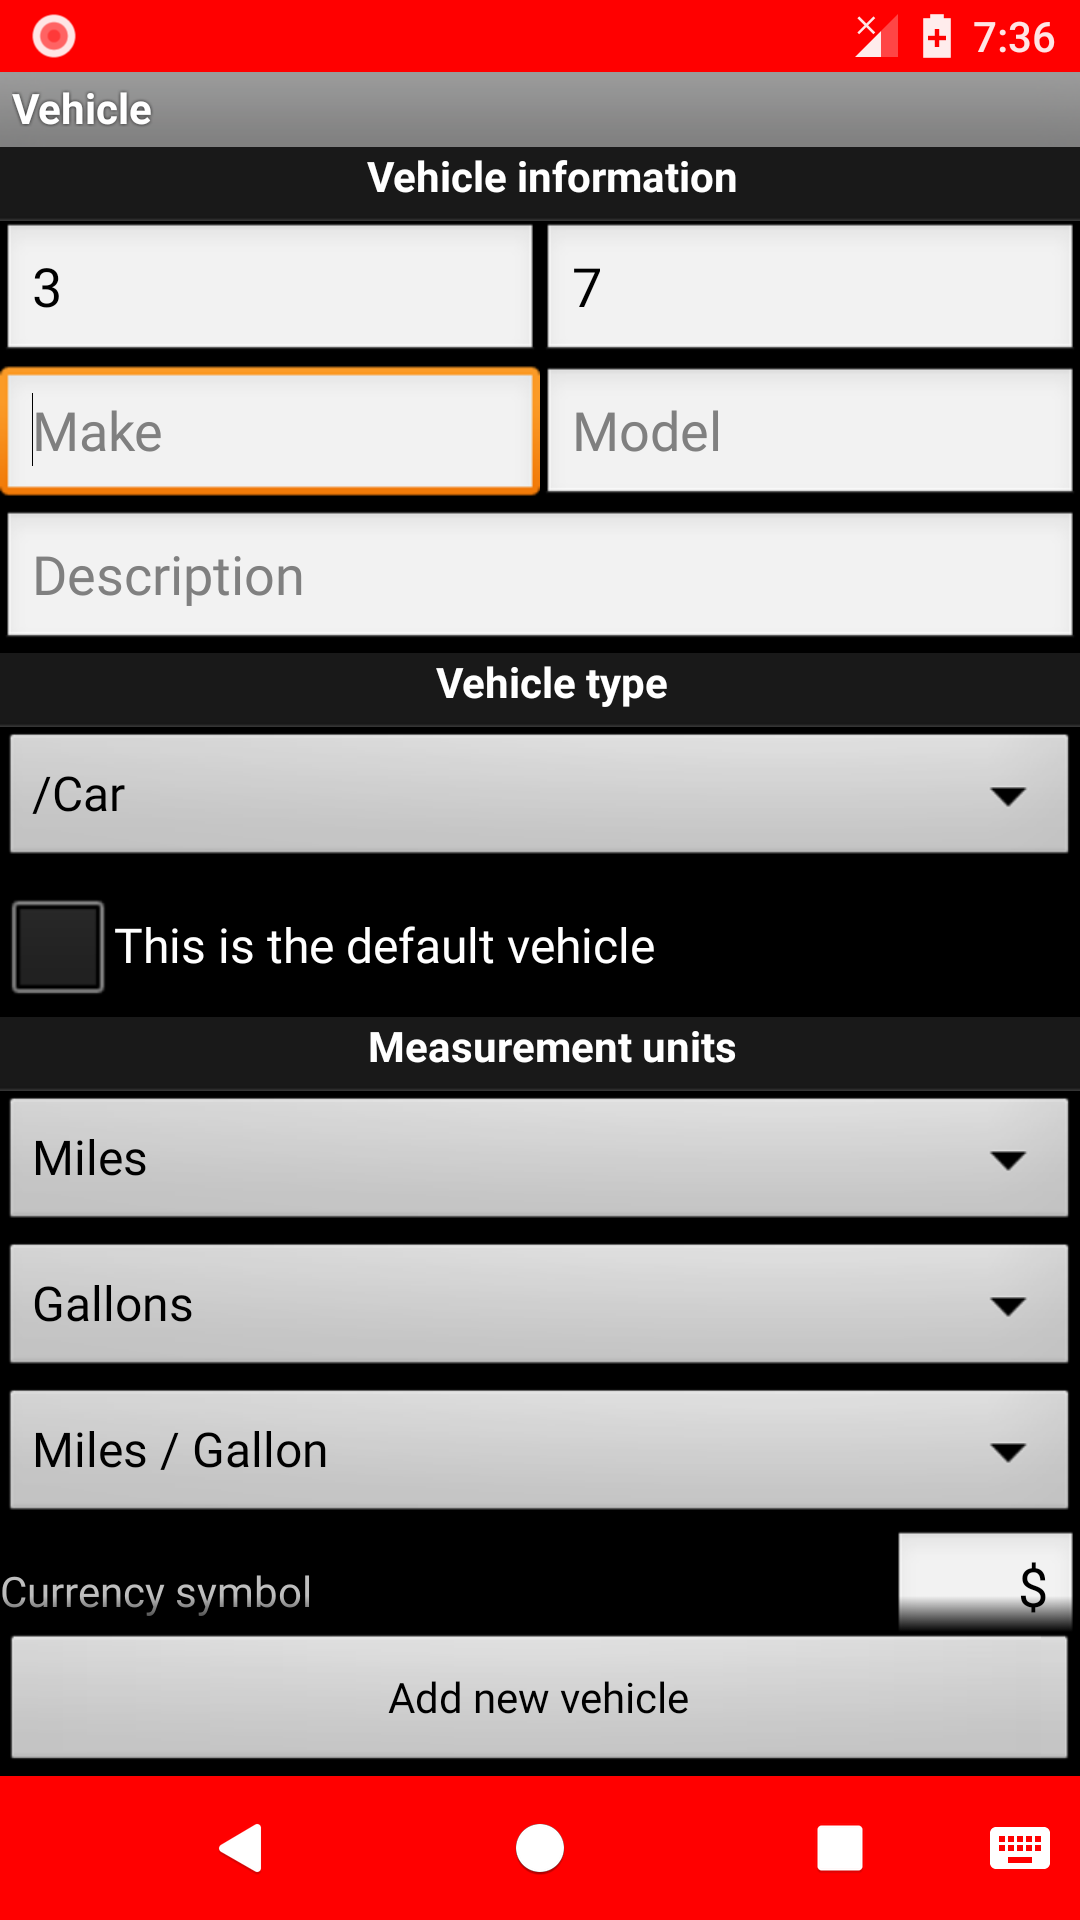 7:36
Vehicle
Vehicle information
3 7
Make Model
Description
Vehicle type
/Car
This is the default vehicle
Measurement units
Miles
Gallons
Miles / Gallon
Currency symbol $
Add new vehicle